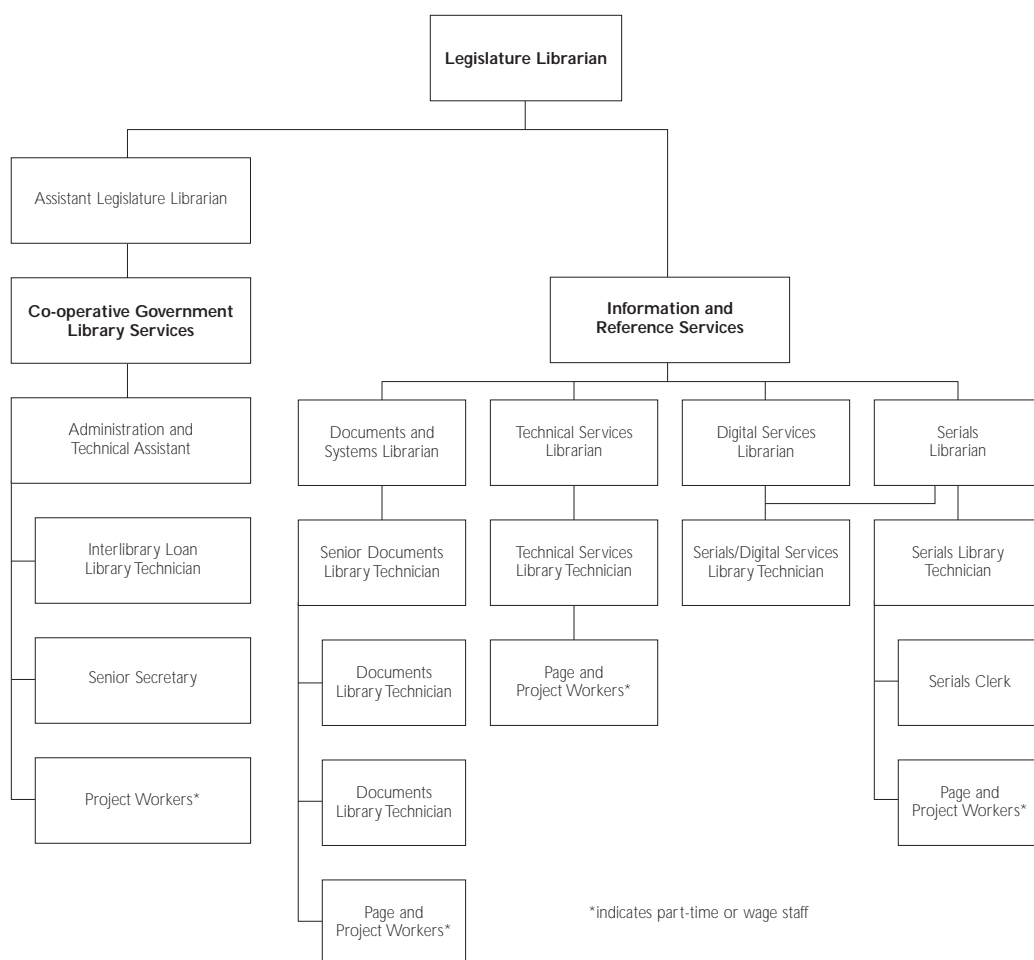 Legislature Librarian
Assistant Legislature Librarian
Co-operative Government
Library Services
Information and
Reference Services
Administration and
Technical Assistant
Documents and
Systems Librarian
Technical Services
Librarian
Digital Services
Librarian
Serials
Librarian
Interlibrary Loan
Library Technician
Senior Documents
Library Technician
Technical Services
Library Technician
Serials/Digital Services
Library Technician
Serials Library
Technician
Senior Secretary
Documents
Library Technician
Page and
Project Workers*
Serials Clerk
Project Workers*
Documents
Library Technician
Page and
Project Workers*
Page and
Project Workers*
*indicates part-time or wage staff